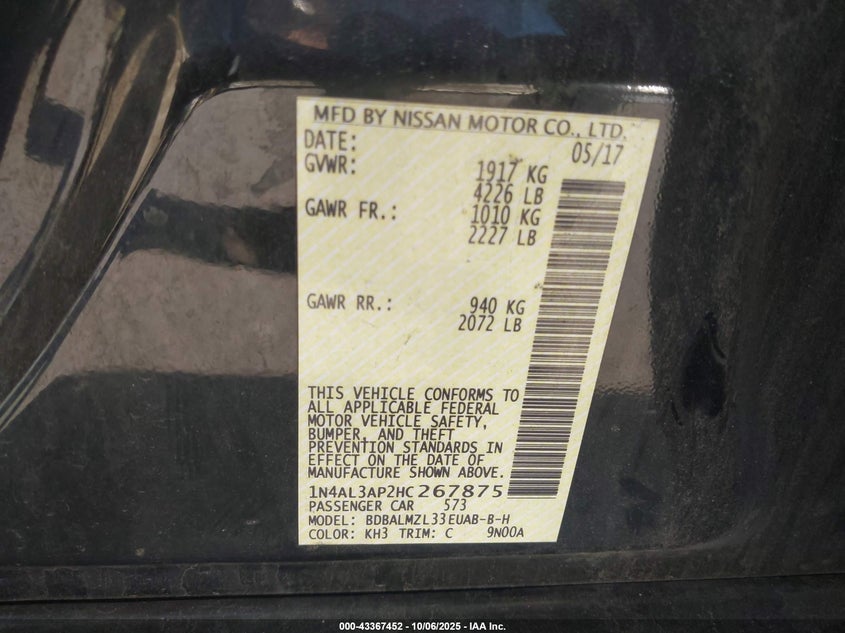 MFD BY NISSAN MOTOR CO., LTD.
DATE: 05/17
GVWR: 1917 KG
4226 LB
GAWR FR.: 1010 KG
2227 LB
GAWR RR.: 940 KG
2072 LB
THIS VEHICLE CONFORMS TO
ALL APPLICABLE FEDERAL
MOTOR VEHICLE SAFETY,
BUMPER, AND THEFT
PREVENTION STANDARDS IN
EFFECT ON THE DATE OF
MANUFACTURE SHOWN ABOVE.
1N4AL3AP2HC267875
PASSENGER CAR 573
MODEL: BDBALMZL33EUAB-B-H
COLOR: KH3 TRIM: C 9N00A
000-43367452 - 10/06/2025 - IAA Inc.